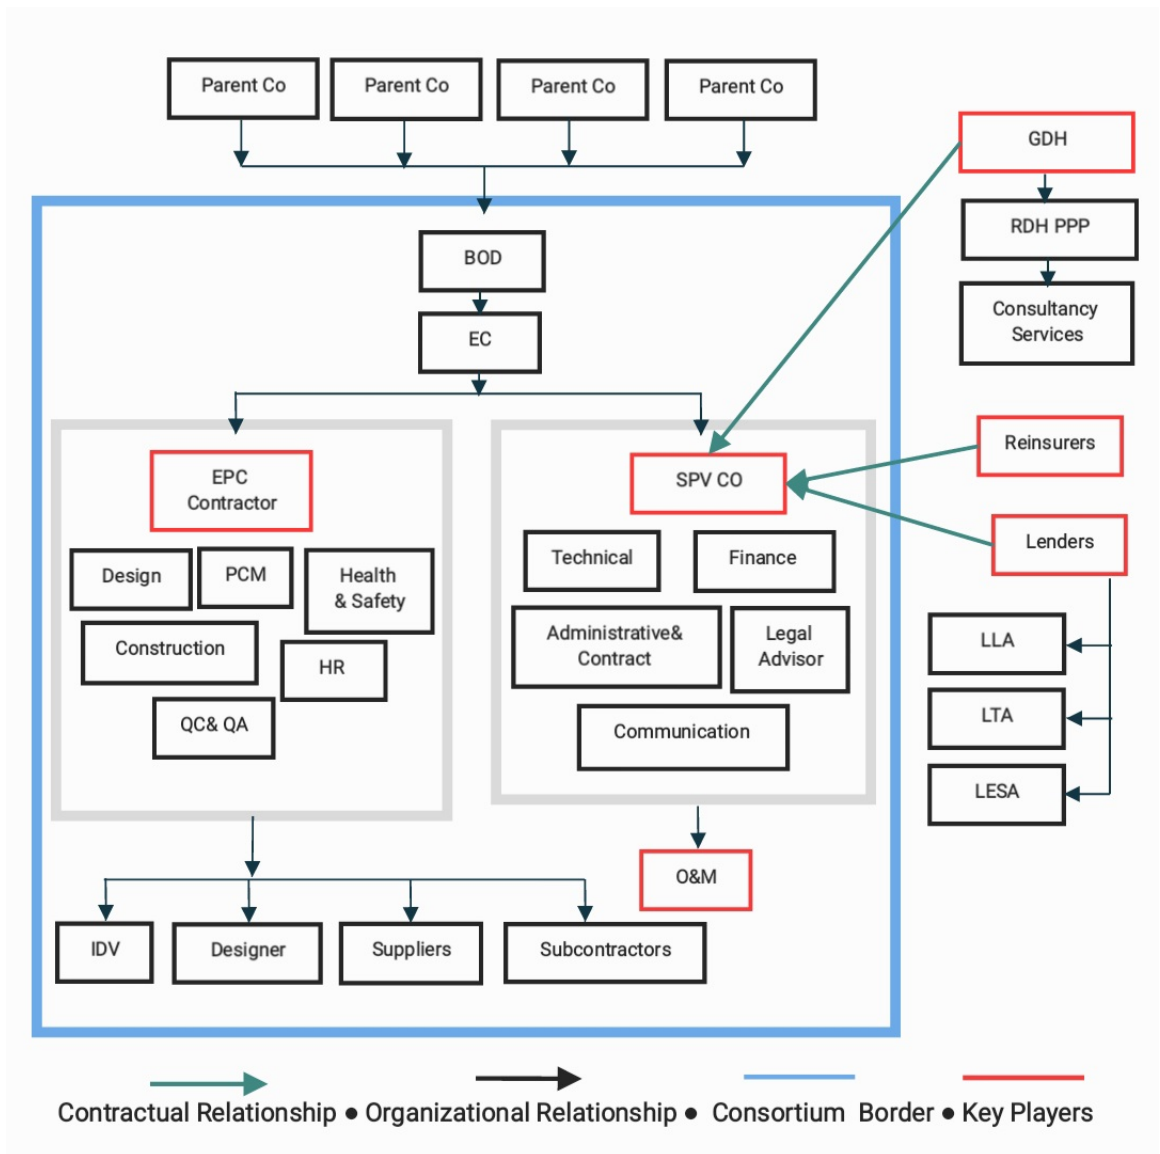 Parent Co
Parent Co
Parent Co
Parent Co
GDH
RDH PPP
Consultancy
Services
BOD
EC
EPC
Contractor
Design
PCM
Health
& Safety
Construction
HR
QC& QA
SPV CO
Technical
Finance
Administrative&
Contract
Legal
Advisor
Communication
Reinsurers
Lenders
LLA
LTA
LESA
O&M
IDV
Designer
Suppliers
Subcontractors
Contractual Relationship ● Organizational Relationship ● Consortium Border ● Key Players